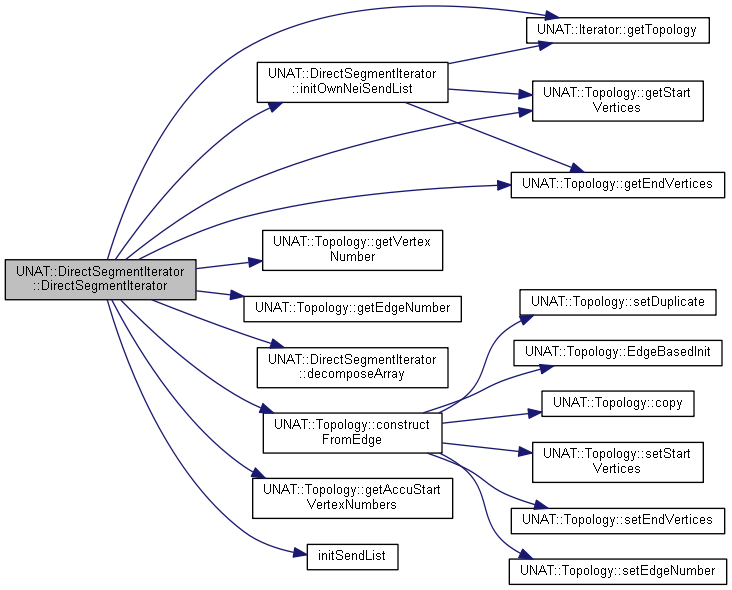 UNAT::DirectSegmentIterator
::DirectSegmentIterator
UNAT::DirectSegmentIterator
::initOwnNeiSendList
UNAT::Topology::getVertex
Number
UNAT::Topology::getEdgeNumber
UNAT::DirectSegmentIterator
::decomposeArray
UNAT::Topology::construct
FromEdge
UNAT::Topology::getAccuStart
VertexNumbers
initSendList
UNAT::Iterator::getTopology
UNAT::Topology::getStart
Vertices
UNAT::Topology::getEndVertices
UNAT::Topology::setDuplicate
UNAT::Topology::EdgeBasedInit
UNAT::Topology::copy
UNAT::Topology::setStart
Vertices
UNAT::Topology::setEndVertices
UNAT::Topology::setEdgeNumber